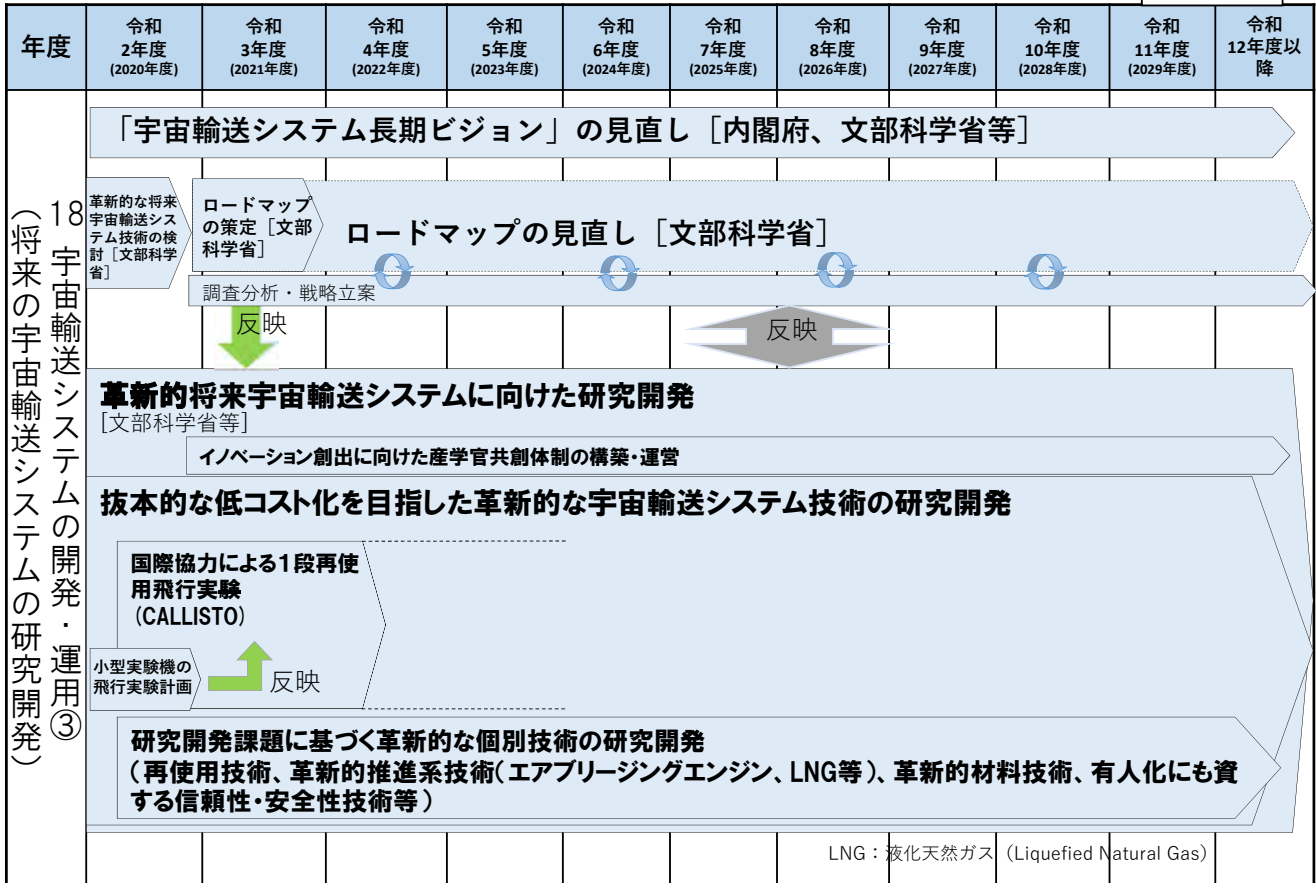 年度
令和
2年度
(2020年度)
令和
3年度
(2021年度)
令和
4年度
(2022年度)
令和
5年度
(2023年度)
令和
6年度
(2024年度)
令和
7年度
(2025年度)
令和
8年度
(2026年度)
令和
9年度
(2027年度)
令和
10年度
(2028年度)
令和
11年度
(2029年度)
令和
12年度以
降
18 宇宙輸送システムの開発・運用③
（将来の宇宙輸送システムの研究開発）
「宇宙輸送システム長期ビジョン」の見直し［内閣府、文部科学省等］
革新的な将来
宇宙輸送シス
テム技術の検
討［文部科学
省］
ロードマップ
の策定［文部
科学省］
ロードマップの見直し［文部科学省］
調査分析・戦略立案
反映
反映
革新的将来宇宙輸送システムに向けた研究開発
[文部科学省等]
イノベーション創出に向けた産学官共創体制の構築・運営
抜本的な低コスト化を目指した革新的な宇宙輸送システム技術の研究開発
国際協力による1段再使
用飛行実験
(CALLISTO)
小型実験機の
飛行実験計画
反映
研究開発課題に基づく革新的な個別技術の研究開発
（再使用技術、革新的推進系技術（エアブリージングエンジン、LNG等）、革新的材料技術、有人化にも資
する信頼性・安全性技術等）
LNG：液化天然ガス（Liquefied Natural Gas）